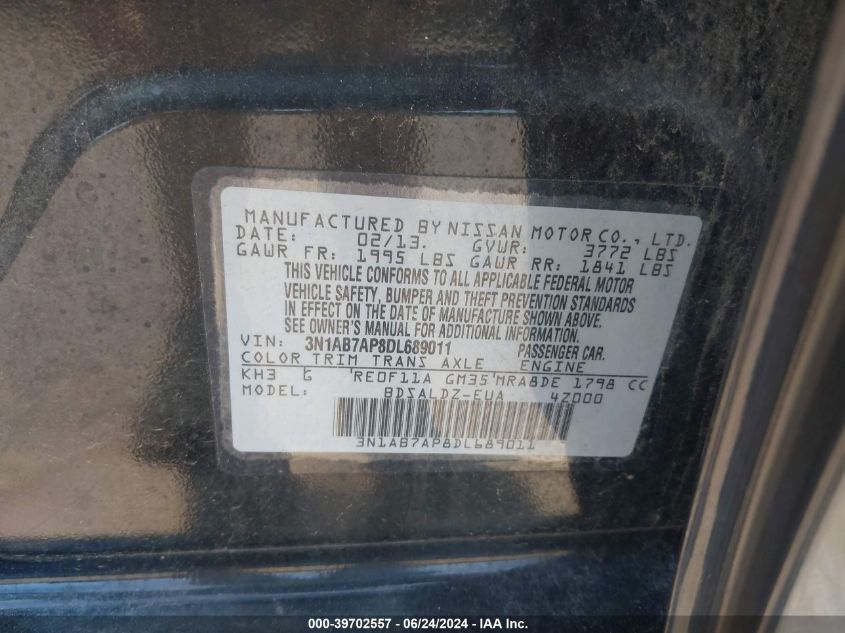 MANUFACTURED BY NISSAN MOTOR CO., LTD.
DATE: 02/13. GVWR: 3772 LBS
GAWR FR: 1995 LBS GAWR RR: 1841 LBS
THIS VEHICLE CONFORMS TO ALL APPLICABLE FEDERAL MOTOR
VEHICLE SAFETY, BUMPER AND THEFT PREVENTION STANDARDS
IN EFFECT ON THE DATE OF MANUFACTURE SHOWN ABOVE.
SEE OWNER'S MANUAL FOR ADDITIONAL INFORMATION.
VIN: 3N1AB7AP8DL689011 PASSENGER CAR.
COLOR TRIM TRANS AXLE ENGINE
KH3 G 'RE0F11A GM35'MRA8DE 1798 CC
MODEL: BDSALDZ-EUA 4Z000
3N1AB7AP8DL689011
000-39702557 - 06/24/2024 - IAA Inc.